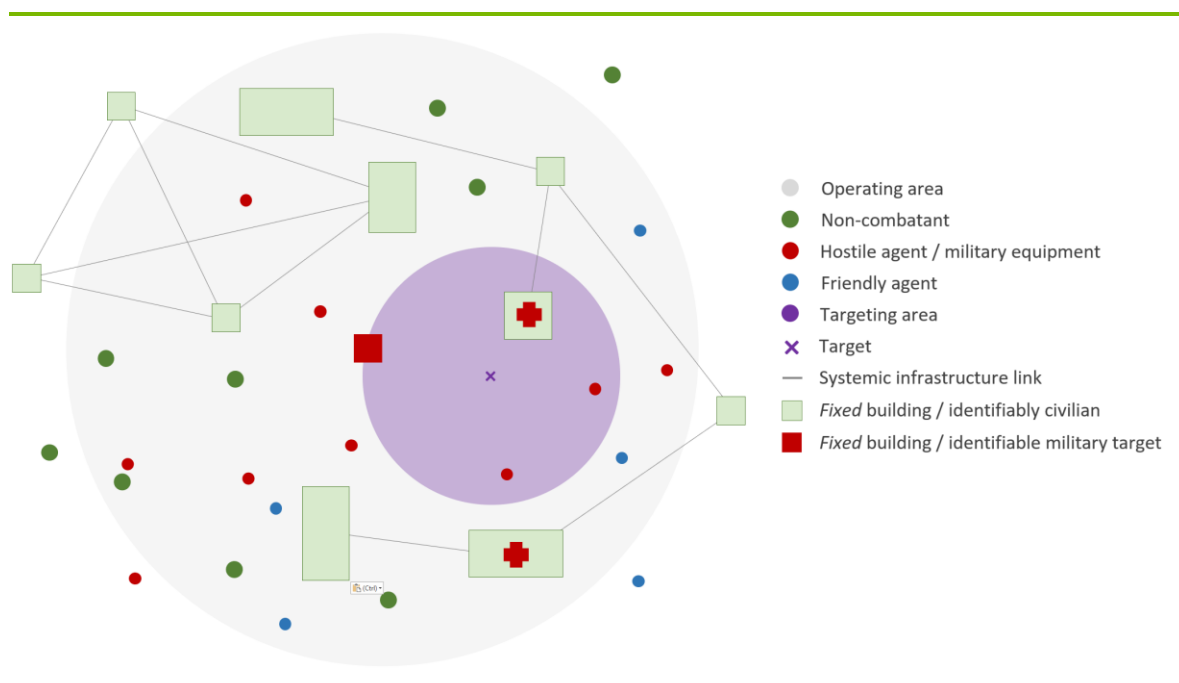 Operating area
Non-combatant
Hostile agent / military equipment
Friendly agent
Targeting area
Target
Systemic infrastructure link
Fixed building / identifiably civilian
Fixed building / identifiable military target
(Ctrl)